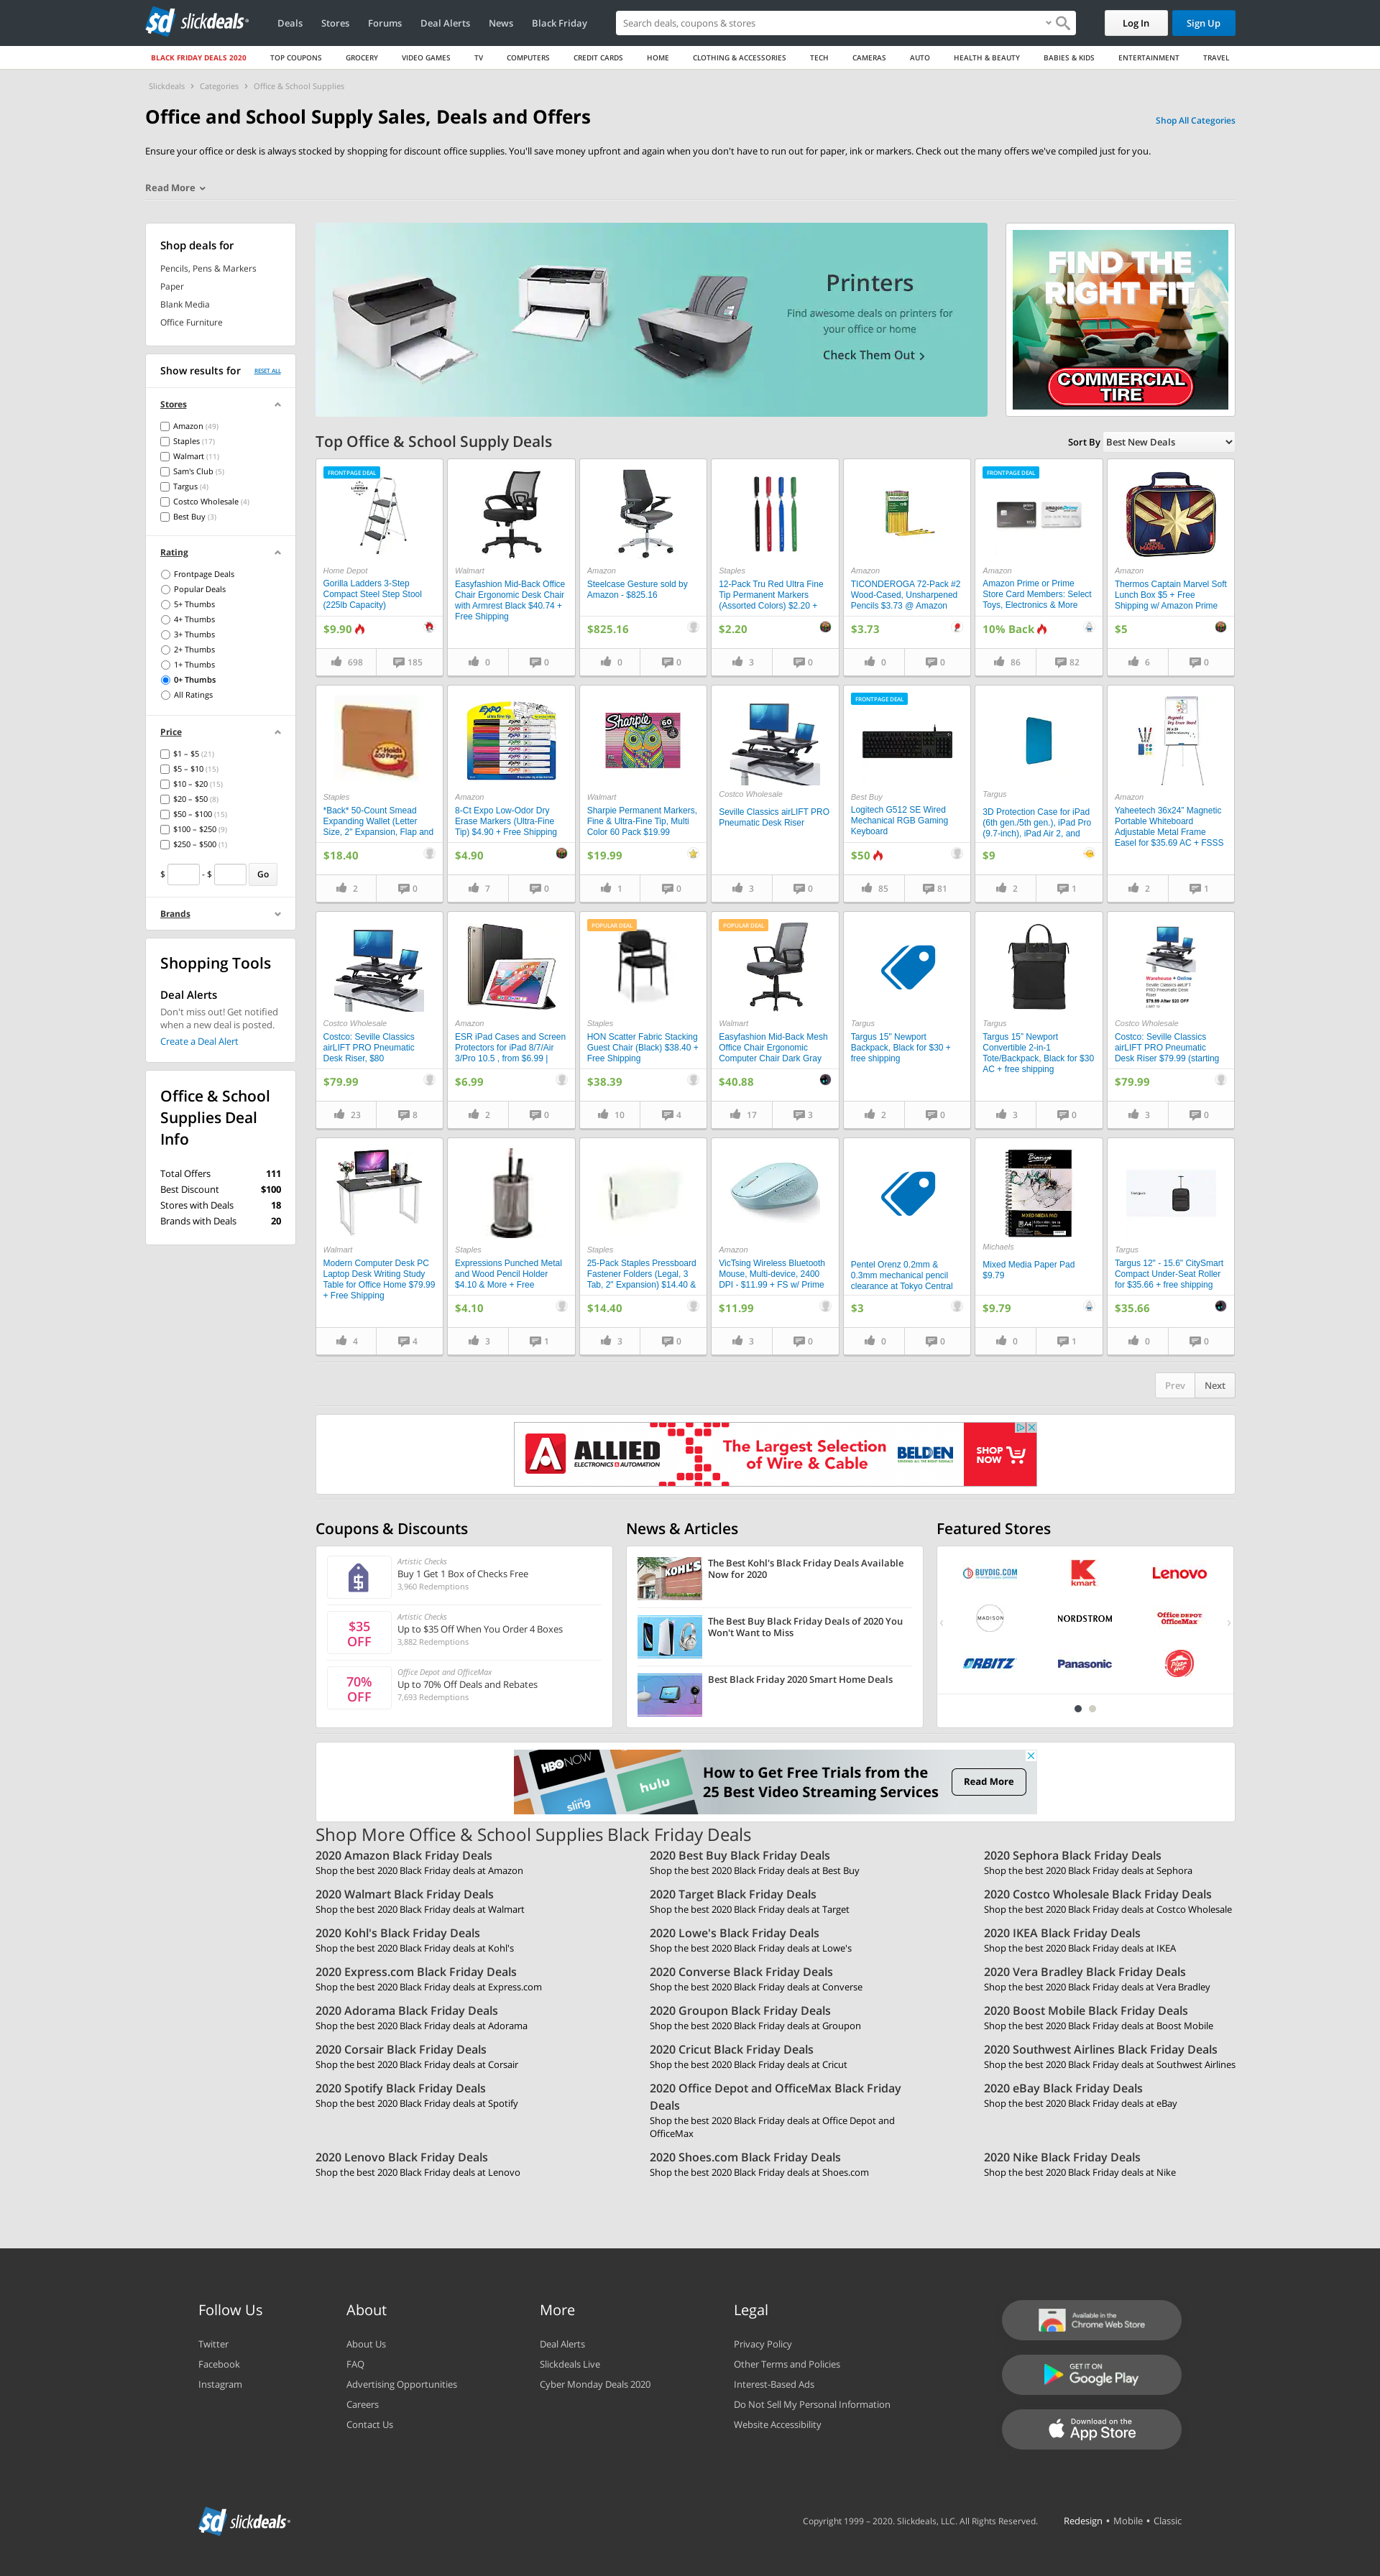 slickdeals
Deals
Stores
Forums
Deal Alerts
News
Black Friday
Search deals, coupons & stores
Log In
Sign Up
BLACK FRIDAY DEALS 2020
TOP COUPONS
GROCERY
VIDEO GAMES
TV
COMPUTERS
CREDIT CARDS
HOME
CLOTHING & ACCESSORIES
TECH
CAMERAS
AUTO
HEALTH & BEAUTY
BABIES & KIDS
ENTERTAINMENT
TRAVEL
Slickdeals > Categories > Office & School Supplies
Office and School Supply Sales, Deals and Offers
Shop All Categories
Ensure your office or desk is always stocked by shopping for discount office supplies. You'll save money upfront and again when you don't have to run out for paper, ink or markers. Check out the many offers we've compiled just for you.
Read More
Shop deals for
Pencils, Pens & Markers
Paper
Blank Media
Office Furniture
Show results for
RESET ALL
Stores
Amazon (49)
Staples (17)
Walmart (11)
Sam's Club (5)
Targus (4)
Costco Wholesale (4)
Best Buy (3)
Rating
Frontpage Deals
Popular Deals
5+ Thumbs
4+ Thumbs
3+ Thumbs
2+ Thumbs
1+ Thumbs
0+ Thumbs
All Ratings
Price
$1 – $5 (21)
$5 – $10 (15)
$10 – $20 (15)
$20 – $50 (8)
$50 – $100 (15)
$100 – $250 (9)
$250 – $500 (1)
$ - $ Go
Brands
Shopping Tools
Deal Alerts
Don't miss out! Get notified
when a new deal is posted.
Create a Deal Alert
Office & School
Supplies Deal
Info
Total Offers 111
Best Discount $100
Stores with Deals 18
Brands with Deals 20
Printers
Find awesome deals on printers for
your office or home
Check Them Out
FIND THE
RIGHT FIT
COMMERCIAL
TIRE
Top Office & School Supply Deals
Sort By Best New Deals
FRONTPAGE DEAL
Home Depot
Gorilla Ladders 3-Step
Compact Steel Step Stool
(225lb Capacity)
$9.90
698 185
Walmart
Easyfashion Mid-Back Office
Chair Ergonomic Desk Chair
with Armrest Black $40.74 +
Free Shipping
0 0
Amazon
Steelcase Gesture sold by
Amazon - $825.16
$825.16
0 0
Staples
12-Pack Tru Red Ultra Fine
Tip Permanent Markers
(Assorted Colors) $2.20 +
$2.20
3 0
Amazon
TICONDEROGA 72-Pack #2
Wood-Cased, Unsharpened
Pencils $3.73 @ Amazon
$3.73
0 0
FRONTPAGE DEAL
Amazon
Amazon Prime or Prime
Store Card Members: Select
Toys, Electronics & More
10% Back
86 82
Amazon
Thermos Captain Marvel Soft
Lunch Box $5 + Free
Shipping w/ Amazon Prime
$5
6 0
2" Holds
400 Pages
Staples
*Back* 50-Count Smead
Expanding Wallet (Letter
Size, 2" Expansion, Flap and
$18.40
2 0
EXPO
Amazon
8-Ct Expo Low-Odor Dry
Erase Markers (Ultra-Fine
Tip) $4.90 + Free Shipping
$4.90
7 0
Sharpie 60
Walmart
Sharpie Permanent Markers,
Fine & Ultra-Fine Tip, Multi
Color 60 Pack $19.99
$19.99
1 0
Costco Wholesale
Seville Classics airLIFT PRO
Pneumatic Desk Riser
3 0
FRONTPAGE DEAL
Best Buy
Logitech G512 SE Wired
Mechanical RGB Gaming
Keyboard
$50
85 81
Targus
3D Protection Case for iPad
(6th gen./5th gen.), iPad Pro
(9.7-inch), iPad Air 2, and
$9
2 1
Magnetic
Dry Erase Board
Amazon
Yaheetech 36x24" Magnetic
Portable Whiteboard
Adjustable Metal Frame
Easel for $35.69 AC + FSSS
2 1
Costco Wholesale
Costco: Seville Classics
airLIFT PRO Pneumatic
Desk Riser, $80
$79.99
23 8
Amazon
ESR iPad Cases and Screen
Protectors for iPad 8/7/Air
3/Pro 10.5 , from $6.99 |
$6.99
2 0
POPULAR DEAL
Staples
HON Scatter Fabric Stacking
Guest Chair (Black) $38.40 +
Free Shipping
$38.39
10 4
POPULAR DEAL
Walmart
Easyfashion Mid-Back Mesh
Office Chair Ergonomic
Computer Chair Dark Gray
$40.88
17 3
Targus
Targus 15" Newport
Backpack, Black for $30 +
free shipping
2 0
Targus
Targus 15" Newport
Convertible 2-in-1
Tote/Backpack, Black for $30
AC + free shipping
3 0
Warehouse + Online
Seville Classics airLIFT
PRO Pneumatic Desk
Riser
$79.99 After $20 OFF
Costco Wholesale
Costco: Seville Classics
airLIFT PRO Pneumatic
Desk Riser $79.99 (starting
$79.99
3 0
Walmart
Modern Computer Desk PC
Laptop Desk Writing Study
Table for Office Home $79.99
+ Free Shipping
4 4
Staples
Expressions Punched Metal
and Wood Pencil Holder
$4.10 & More + Free
$4.10
3 1
Staples
25-Pack Staples Pressboard
Fastener Folders (Legal, 3
Tab, 2" Expansion) $14.40 &
$14.40
3 0
Amazon
VicTsing Wireless Bluetooth
Mouse, Multi-device, 2400
DPI - $11.99 + FS w/ Prime
$11.99
3 0
Pentel Orenz 0.2mm &
0.3mm mechanical pencil
clearance at Tokyo Central
$3
0 0
MIXED MEDIA PAD
A4
Michaels
Mixed Media Paper Pad
$9.79
$9.79
0 1
Targus
Targus 12" - 15.6" CitySmart
Compact Under-Seat Roller
for $35.66 + free shipping
$35.66
0 0
Prev
Next
ALLIED
ELECTRONICS & AUTOMATION
The Largest Selection
of Wire & Cable
BELDEN
SHOP
NOW
Coupons & Discounts
Artistic Checks
Buy 1 Get 1 Box of Checks Free
3,960 Redemptions
$35
OFF
Artistic Checks
Up to $35 Off When You Order 4 Boxes
3,882 Redemptions
70%
OFF
Office Depot and OfficeMax
Up to 70% Off Deals and Rebates
7,693 Redemptions
News & Articles
KOHL'S
The Best Kohl's Black Friday Deals Available
Now for 2020
The Best Buy Black Friday Deals of 2020 You
Won't Want to Miss
Best Black Friday 2020 Smart Home Deals
Featured Stores
BUYDIG.COM
kmart
Lenovo
MADISON
NORDSTROM
Office DEPOT
OfficeMax
ORBITZ
Panasonic
Pizza Hut
HBO NOW
hulu
sling
How to Get Free Trials from the
25 Best Video Streaming Services
Read More
Shop More Office & School Supplies Black Friday Deals
2020 Amazon Black Friday Deals
Shop the best 2020 Black Friday deals at Amazon
2020 Best Buy Black Friday Deals
Shop the best 2020 Black Friday deals at Best Buy
2020 Sephora Black Friday Deals
Shop the best 2020 Black Friday deals at Sephora
2020 Walmart Black Friday Deals
Shop the best 2020 Black Friday deals at Walmart
2020 Target Black Friday Deals
Shop the best 2020 Black Friday deals at Target
2020 Costco Wholesale Black Friday Deals
Shop the best 2020 Black Friday deals at Costco Wholesale
2020 Kohl's Black Friday Deals
Shop the best 2020 Black Friday deals at Kohl's
2020 Lowe's Black Friday Deals
Shop the best 2020 Black Friday deals at Lowe's
2020 IKEA Black Friday Deals
Shop the best 2020 Black Friday deals at IKEA
2020 Express.com Black Friday Deals
Shop the best 2020 Black Friday deals at Express.com
2020 Converse Black Friday Deals
Shop the best 2020 Black Friday deals at Converse
2020 Vera Bradley Black Friday Deals
Shop the best 2020 Black Friday deals at Vera Bradley
2020 Adorama Black Friday Deals
Shop the best 2020 Black Friday deals at Adorama
2020 Groupon Black Friday Deals
Shop the best 2020 Black Friday deals at Groupon
2020 Boost Mobile Black Friday Deals
Shop the best 2020 Black Friday deals at Boost Mobile
2020 Corsair Black Friday Deals
Shop the best 2020 Black Friday deals at Corsair
2020 Cricut Black Friday Deals
Shop the best 2020 Black Friday deals at Cricut
2020 Southwest Airlines Black Friday Deals
Shop the best 2020 Black Friday deals at Southwest Airlines
2020 Spotify Black Friday Deals
Shop the best 2020 Black Friday deals at Spotify
2020 Office Depot and OfficeMax Black Friday
Deals
Shop the best 2020 Black Friday deals at Office Depot and
OfficeMax
2020 eBay Black Friday Deals
Shop the best 2020 Black Friday deals at eBay
2020 Lenovo Black Friday Deals
Shop the best 2020 Black Friday deals at Lenovo
2020 Shoes.com Black Friday Deals
Shop the best 2020 Black Friday deals at Shoes.com
2020 Nike Black Friday Deals
Shop the best 2020 Black Friday deals at Nike
Follow Us
Twitter
Facebook
Instagram
About
About Us
FAQ
Advertising Opportunities
Careers
Contact Us
More
Deal Alerts
Slickdeals Live
Cyber Monday Deals 2020
Legal
Privacy Policy
Other Terms and Policies
Interest-Based Ads
Do Not Sell My Personal Information
Website Accessibility
Available in the
Chrome Web Store
GET IT ON
Google Play
Download on the
App Store
slickdeals
Copyright 1999 – 2020. Slickdeals, LLC. All Rights Reserved.
Redesign • Mobile • Classic